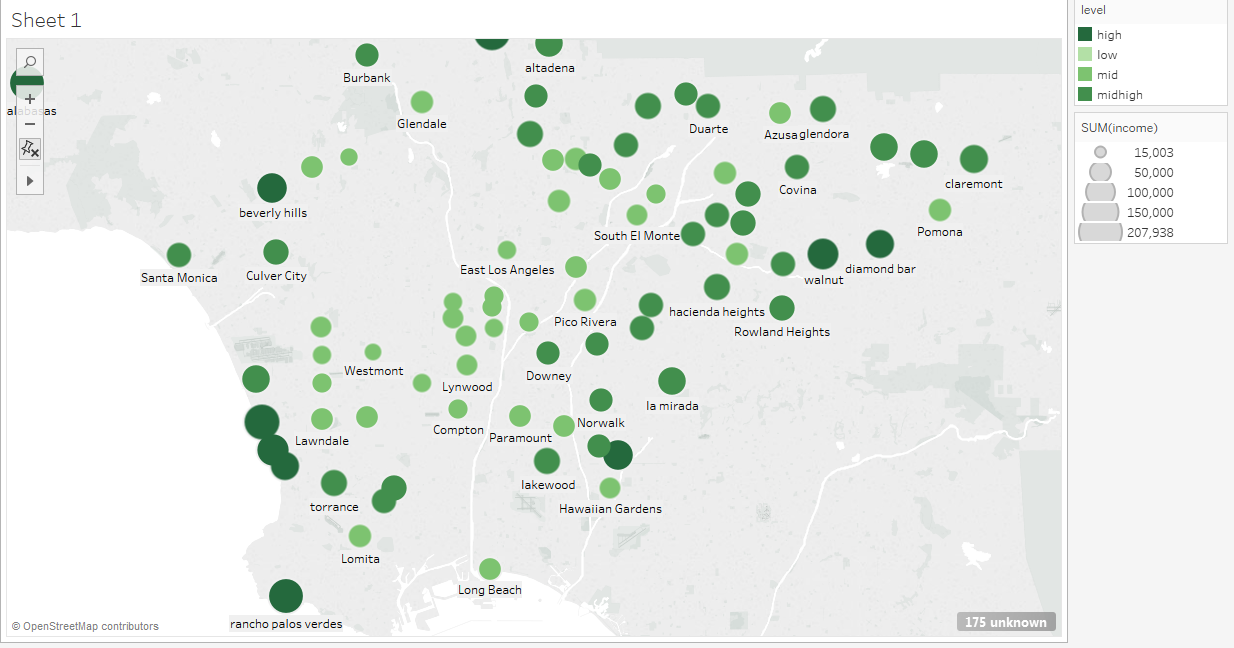 Sheet 1
altadena
Burbank
alabasas
Glendale
Duarte
Azusa
glendora
claremont
Covina
beverly hills
Pomona
South El Monte
East Los Angeles
diamond bar
Santa Monica
Culver City
walnut
hacienda heights
Pico Rivera
Rowland Heights
Westmont
Downey
Lynwood
la mirada
Norwalk
Compton
Paramount
Lawndale
lakewood
torrance
Hawaiian Gardens
Lomita
Long Beach
rancho palos verdes
© OpenStreetMap contributors
175 unknown
level
high
low
mid
midhigh
SUM(income)
15,003
50,000
100,000
150,000
207,938